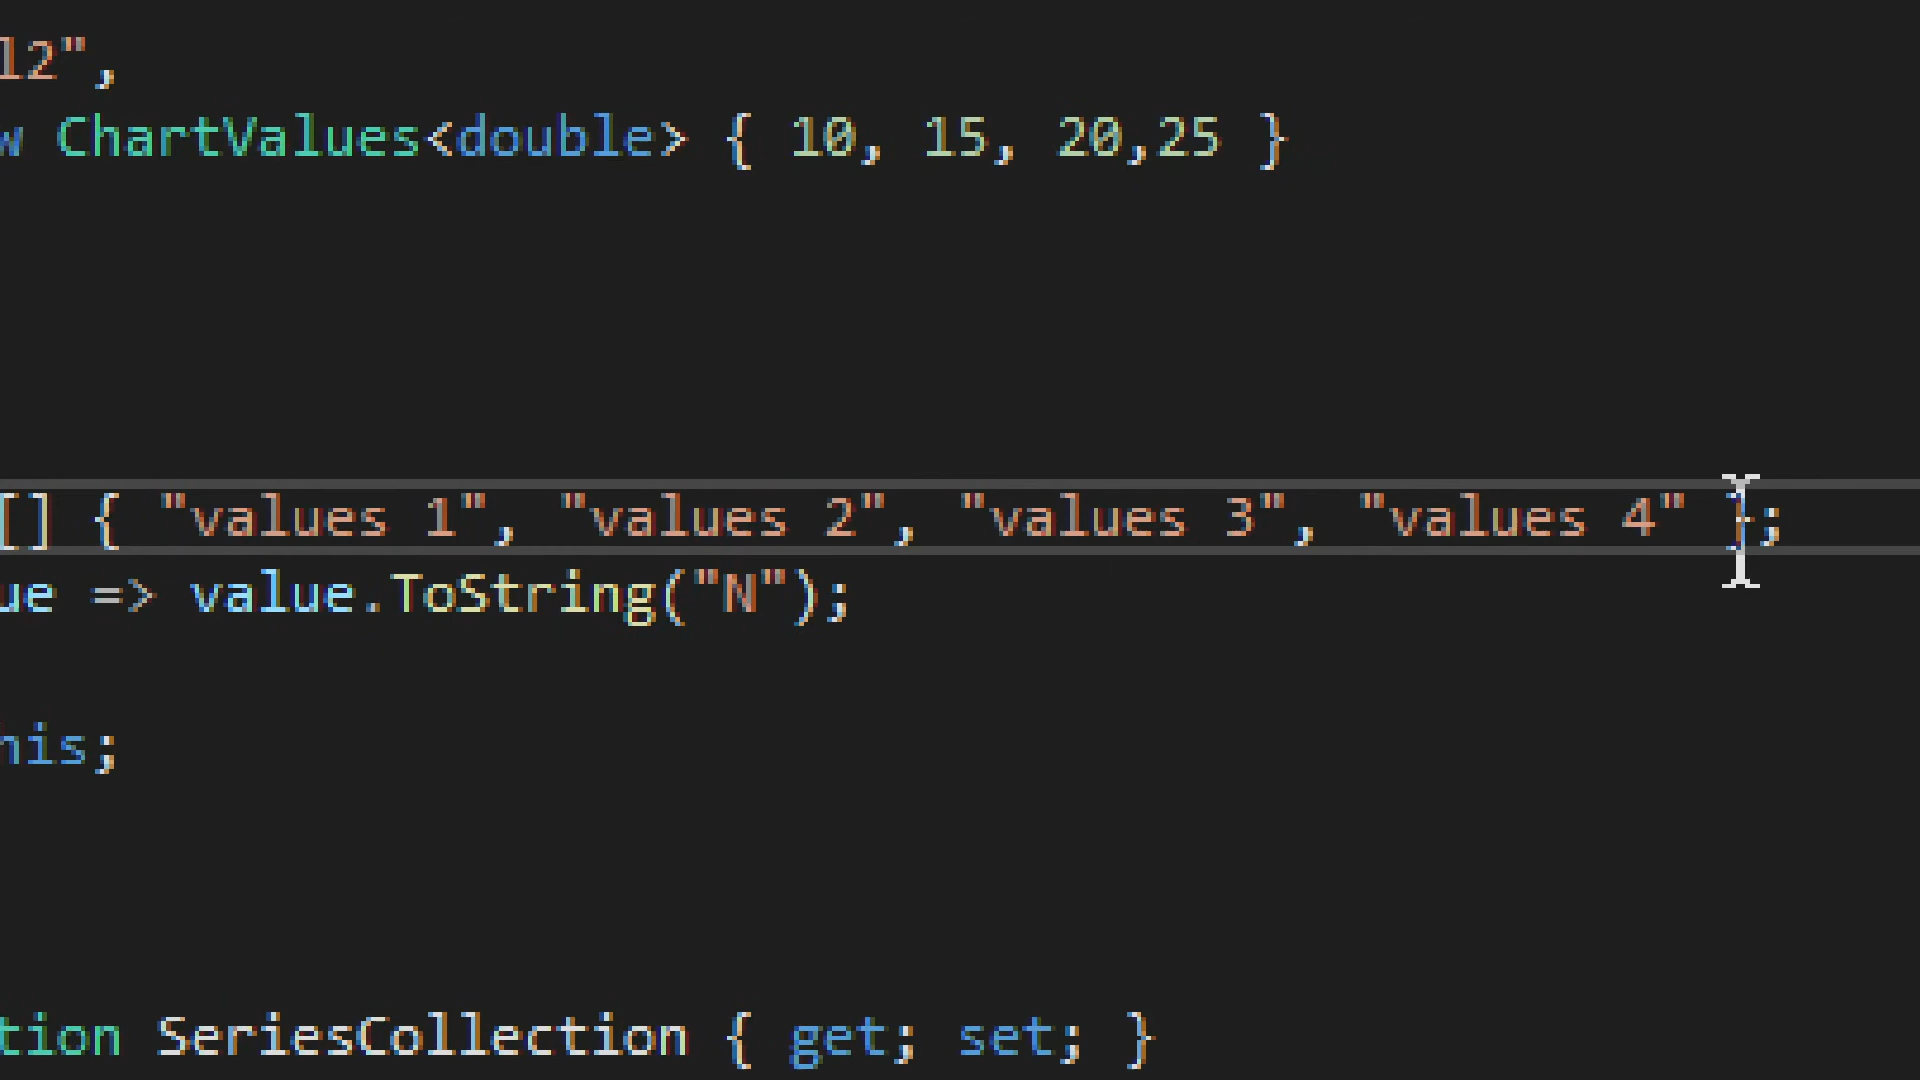 l2",
w ChartValues<double> { 10, 15, 20,25 }
[] { "values 1", "values 2", "values 3", "values 4" };
ue => value.ToString("N");
his;
tion SeriesCollection { get; set; }